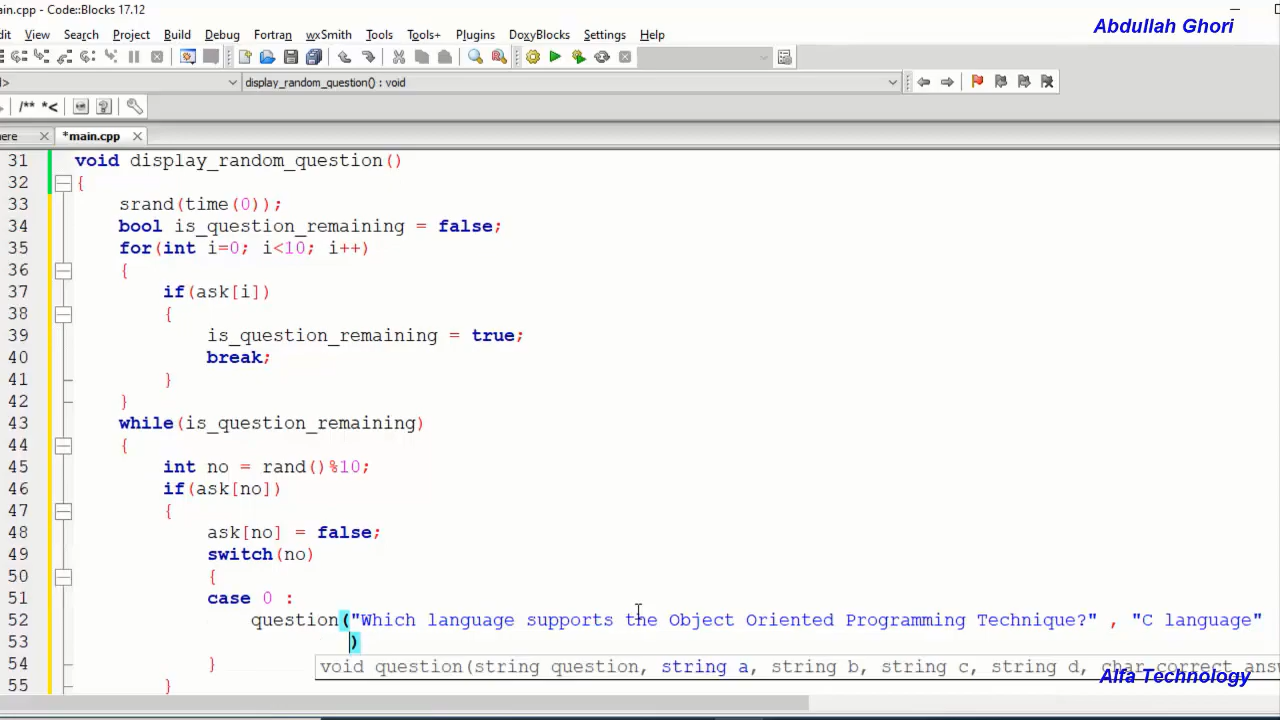 ain.cpp - Code::Blocks 17.12
Abdullah Ghori
dit View Search Project Build Debug Fortran wxSmith Tools Tools+ Plugins DoxyBlocks Settings Help
> display_random_question() : void
/** *<
ere *main.cpp
31 void display_random_question()
32 {
33 srand(time(0));
34 bool is_question_remaining = false;
35 for(int i=0; i<10; i++)
36 {
37 if(ask[i])
38 {
39 is_question_remaining = true;
40 break;
41 }
42 }
43 while(is_question_remaining)
44 {
45 int no = rand()%10;
46 if(ask[no])
47 {
48 ask[no] = false;
49 switch(no)
50 {
51 case 0 :
52 question("Which language supports the Object Oriented Programming Technique?" , "C language"
53 )
54 }
void question(string question, string a, string b, string c, string d, char correct_ans
Alfa Technology
55 }